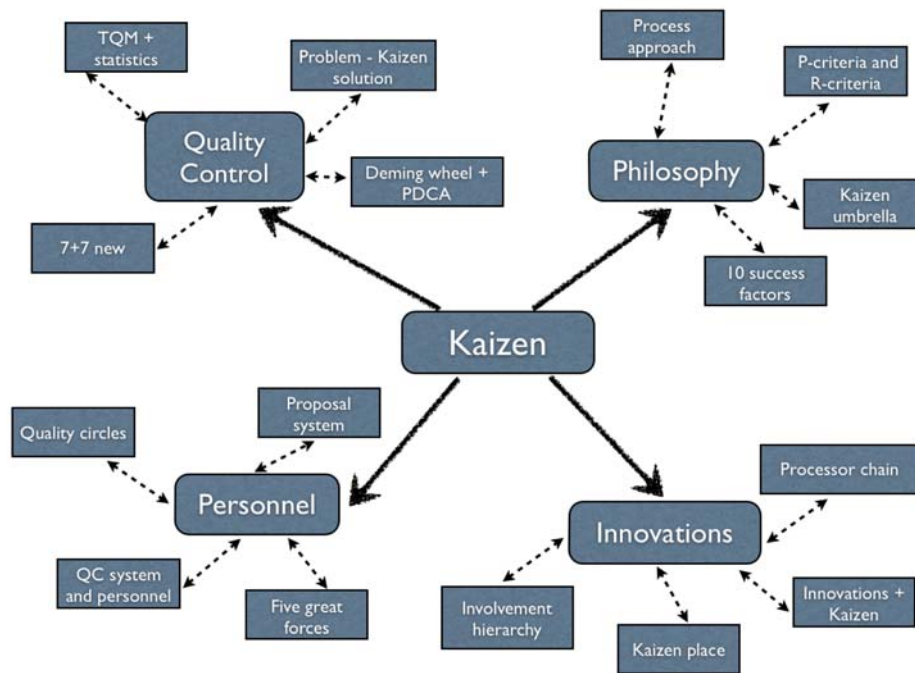 TQM +
statistics
Problem - Kaizen
solution
Quality
Control
Deming wheel +
PDCA
7+7 new
Process
approach
P-criteria and
R-criteria
Philosophy
Kaizen
umbrella
10 success
factors
Kaizen
Quality circles
Proposal
system
Personnel
QC system
and personnel
Five great
forces
Processor chain
Innovations
Involvement
hierarchy
Kaizen place
Innovations +
Kaizen